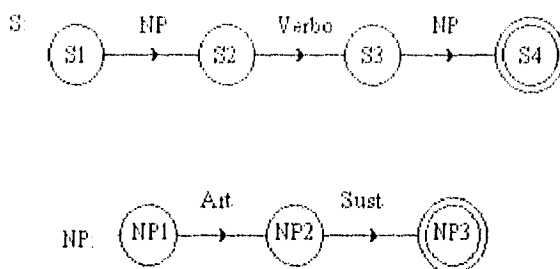 S: NP Verbo NP
S1 S2 S3 S4
Art Sust
NP: NP1 NP2 NP3